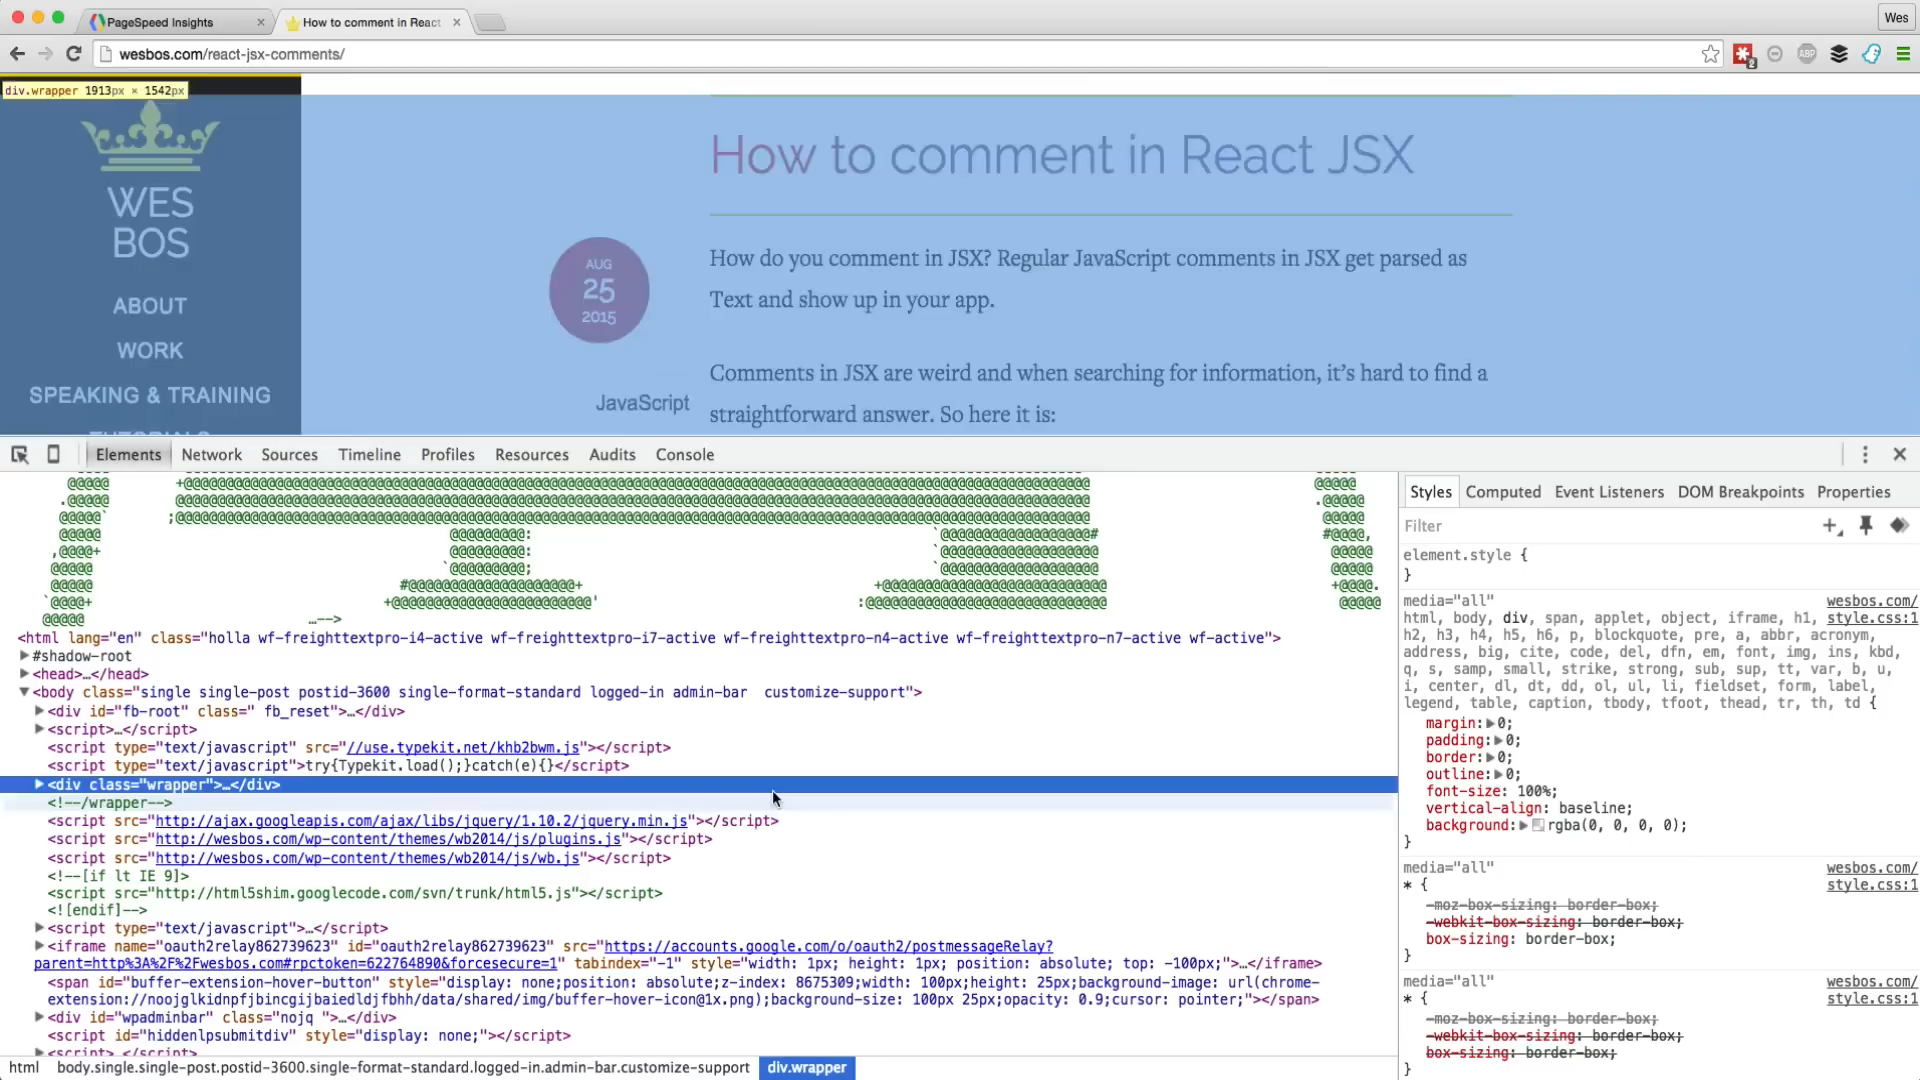 PageSpeed Insights
How to comment in React
Wes
wesbos.com/react-jsx-comments/
2
ABP
div.wrapper 1913px × 1542px
WES
BOS
ABOUT
WORK
SPEAKING & TRAINING
TUTORIALS
How to comment in React JSX
AUG
25
2015
JavaScript
How do you comment in JSX? Regular JavaScript comments in JSX get parsed as
Text and show up in your app.
Comments in JSX are weird and when searching for information, it’s hard to find a
straightforward answer. So here it is:
Elements Network Sources Timeline Profiles Resources Audits Console
…-->
<html lang="en" class="holla wf-freighttextpro-i4-active wf-freighttextpro-i7-active wf-freighttextpro-n4-active wf-freighttextpro-n7-active wf-active">
#shadow-root
<head>…</head>
<body class="single single-post postid-3600 single-format-standard logged-in admin-bar  customize-support">
<div id="fb-root" class=" fb_reset">…</div>
<script>…</script>
<script type="text/javascript" src="//use.typekit.net/khb2bwm.js"></script>
<script type="text/javascript">try{Typekit.load();}catch(e){}</script>
<div class="wrapper">…</div>
<!--/wrapper-->
<script src="http://ajax.googleapis.com/ajax/libs/jquery/1.10.2/jquery.min.js"></script>
<script src="http://wesbos.com/wp-content/themes/wb2014/js/plugins.js"></script>
<script src="http://wesbos.com/wp-content/themes/wb2014/js/wb.js"></script>
<!--[if lt IE 9]>
<script src="http://html5shim.googlecode.com/svn/trunk/html5.js"></script>
<![endif]-->
<script type="text/javascript">…</script>
<iframe name="oauth2relay862739623" id="oauth2relay862739623" src="https://accounts.google.com/o/oauth2/postmessageRelay?
parent=http%3A%2F%2Fwesbos.com#rpctoken=622764890&forcesecure=1" tabindex="-1" style="width: 1px; height: 1px; position: absolute; top: -100px;">…</iframe>
<span id="buffer-extension-hover-button" style="display: none;position: absolute;z-index: 8675309;width: 100px;height: 25px;background-image: url(chrome-
extension://noojglkidnpfjbincgijbaiedldjfbhh/data/shared/img/buffer-hover-icon@1x.png);background-size: 100px 25px;opacity: 0.9;cursor: pointer;"></span>
<div id="wpadminbar" class="nojq ">…</div>
<script id="hiddenlpsubmitdiv" style="display: none;"></script>
<script>…</script>
html body.single.single-post.postid-3600.single-format-standard.logged-in.admin-bar.customize-support div.wrapper
Styles Computed Event Listeners DOM Breakpoints Properties
Filter
element.style {
}
media="all" wesbos.com/
html, body, div, span, applet, object, iframe, h1, style.css:1
h2, h3, h4, h5, h6, p, blockquote, pre, a, abbr, acronym,
address, big, cite, code, del, dfn, em, font, img, ins, kbd,
q, s, samp, small, strike, strong, sub, sup, tt, var, b, u,
i, center, dl, dt, dd, ol, ul, li, fieldset, form, label,
legend, table, caption, tbody, tfoot, thead, tr, th, td {
margin: 0;
padding: 0;
border: 0;
outline: 0;
font-size: 100%;
vertical-align: baseline;
background: rgba(0, 0, 0, 0);
}
media="all" wesbos.com/
* { style.css:1
-moz-box-sizing: border-box;
-webkit-box-sizing: border-box;
box-sizing: border-box;
}
media="all" wesbos.com/
* { style.css:1
-moz-box-sizing: border-box;
-webkit-box-sizing: border-box;
box-sizing: border-box;
}